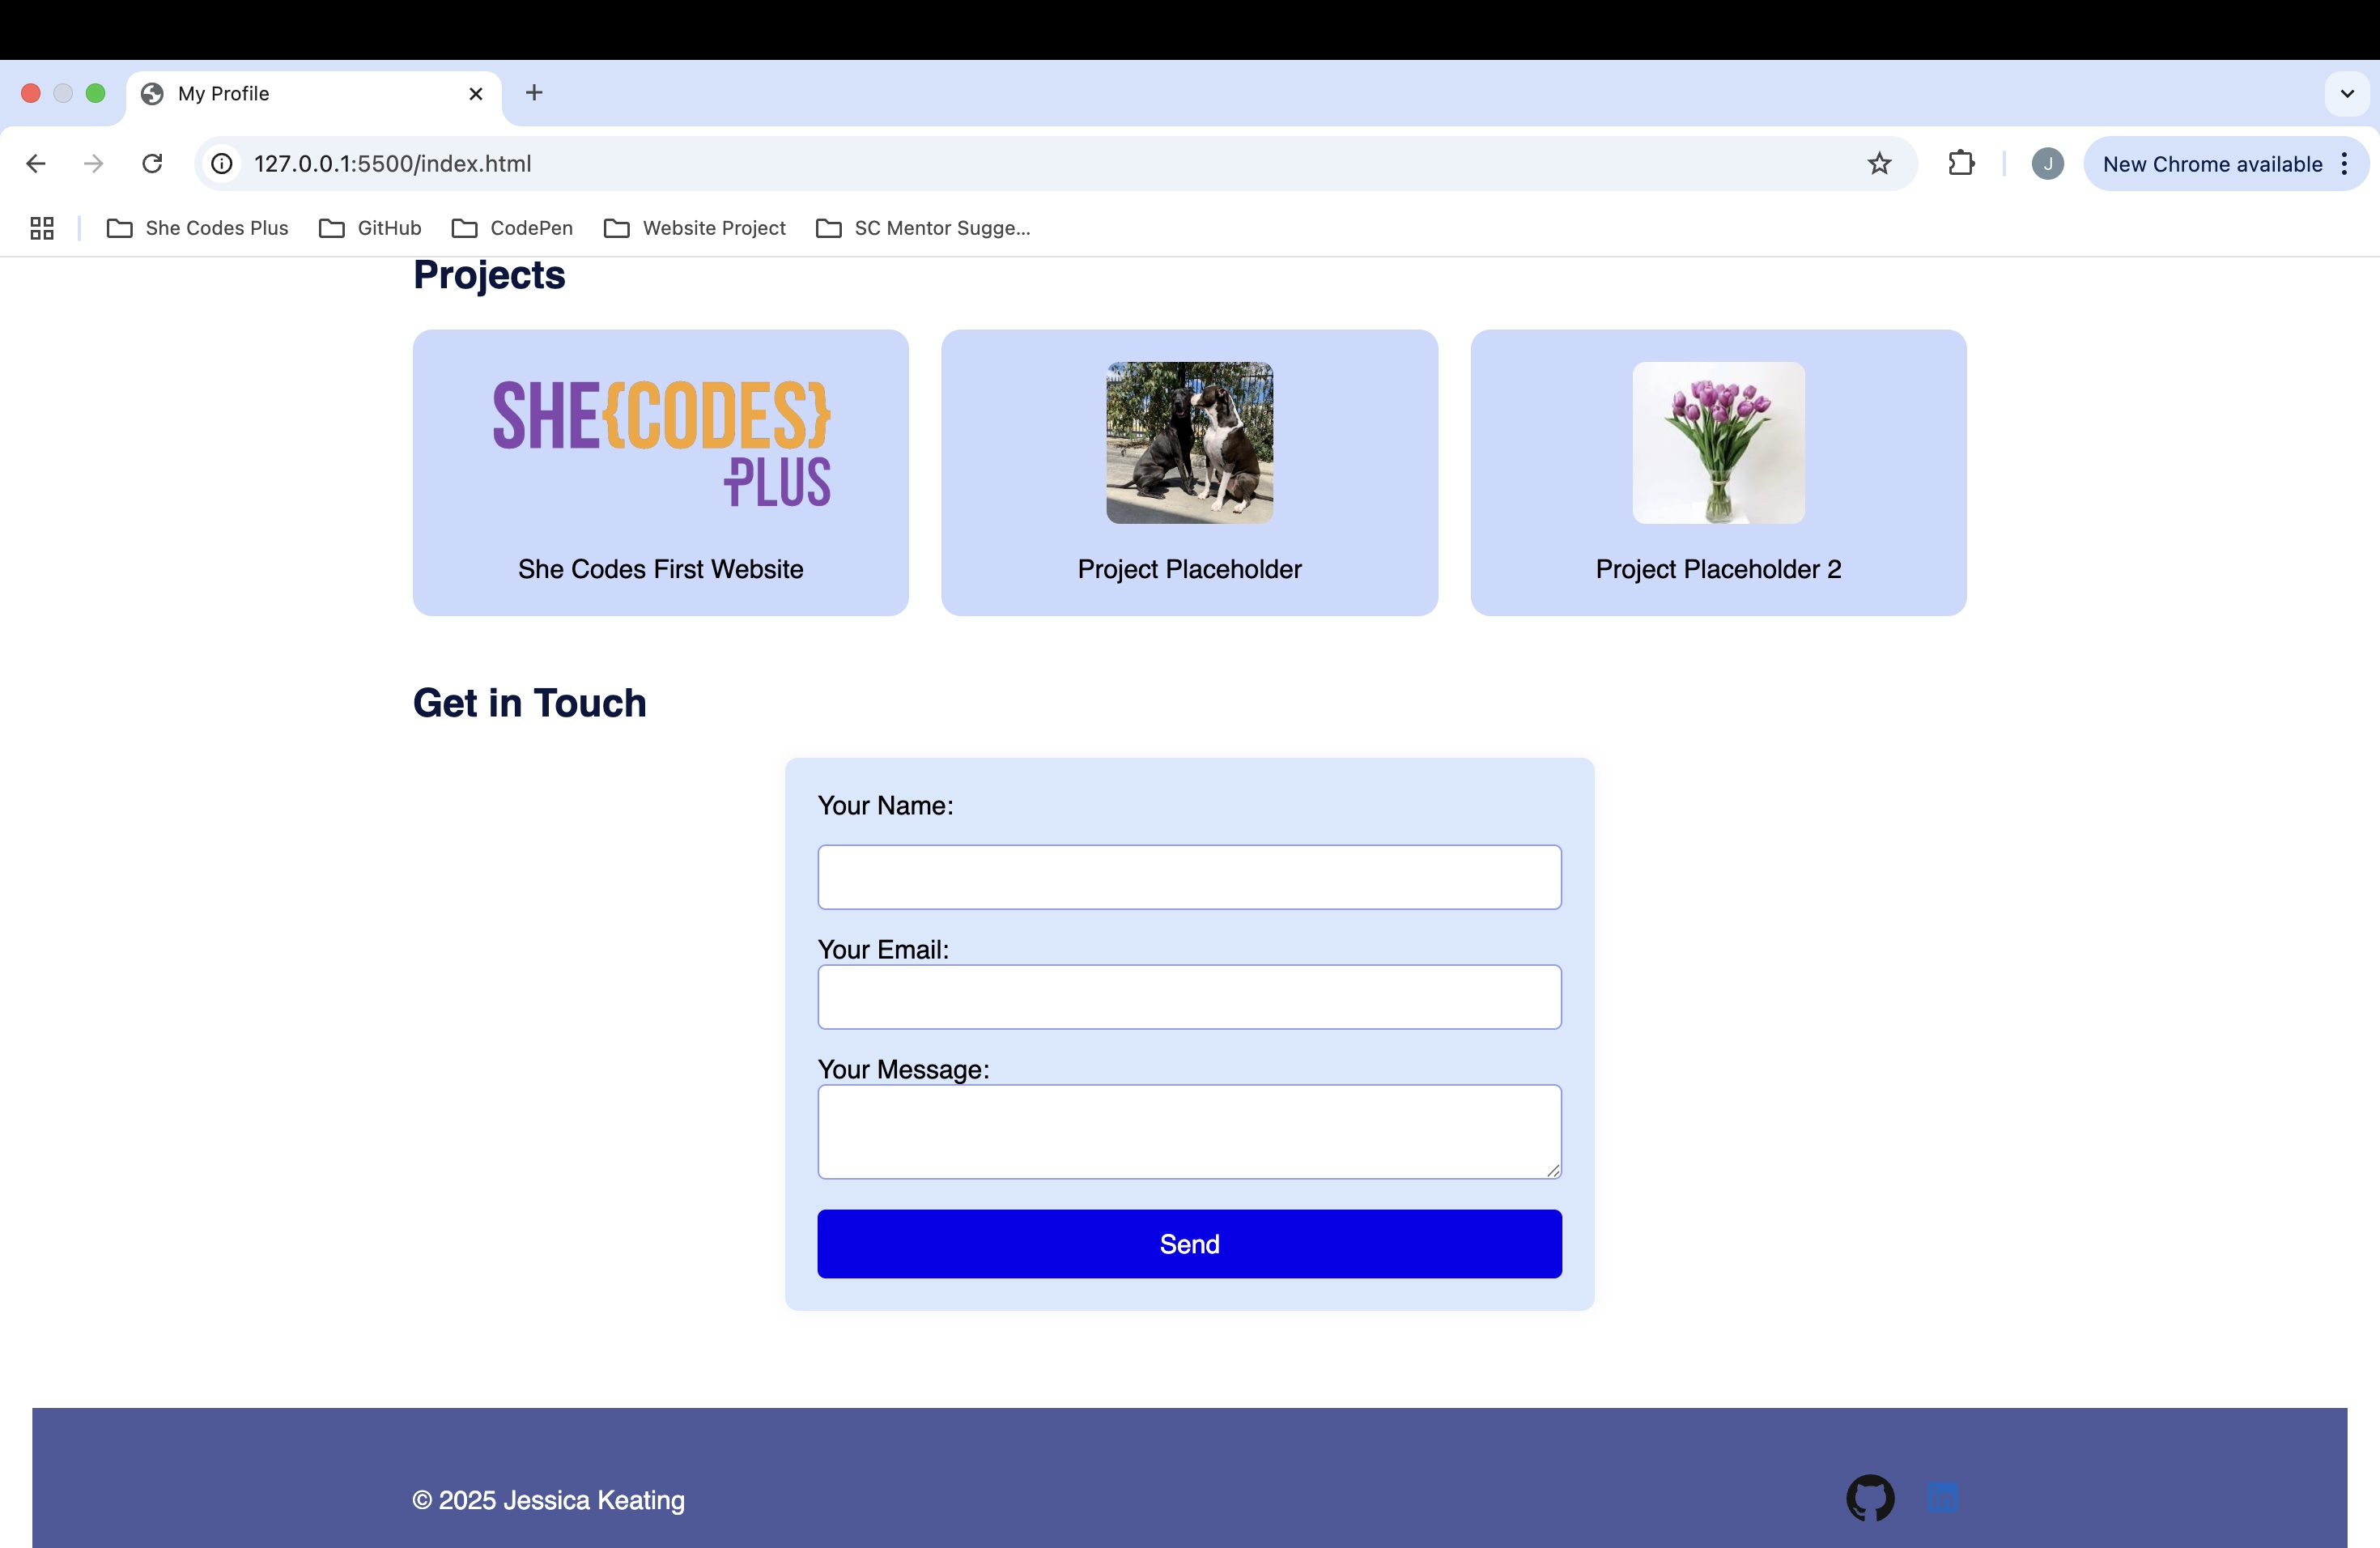 My Profile
127.0.0.1:5500/index.html
J
New Chrome available
She Codes Plus
GitHub
CodePen
Website Project
SC Mentor Sugge...
Projects
SHE{CODES}
PLUS
She Codes First Website
Project Placeholder
Project Placeholder 2
Get in Touch
Your Name:
Your Email:
Your Message:
Send
© 2025 Jessica Keating
in